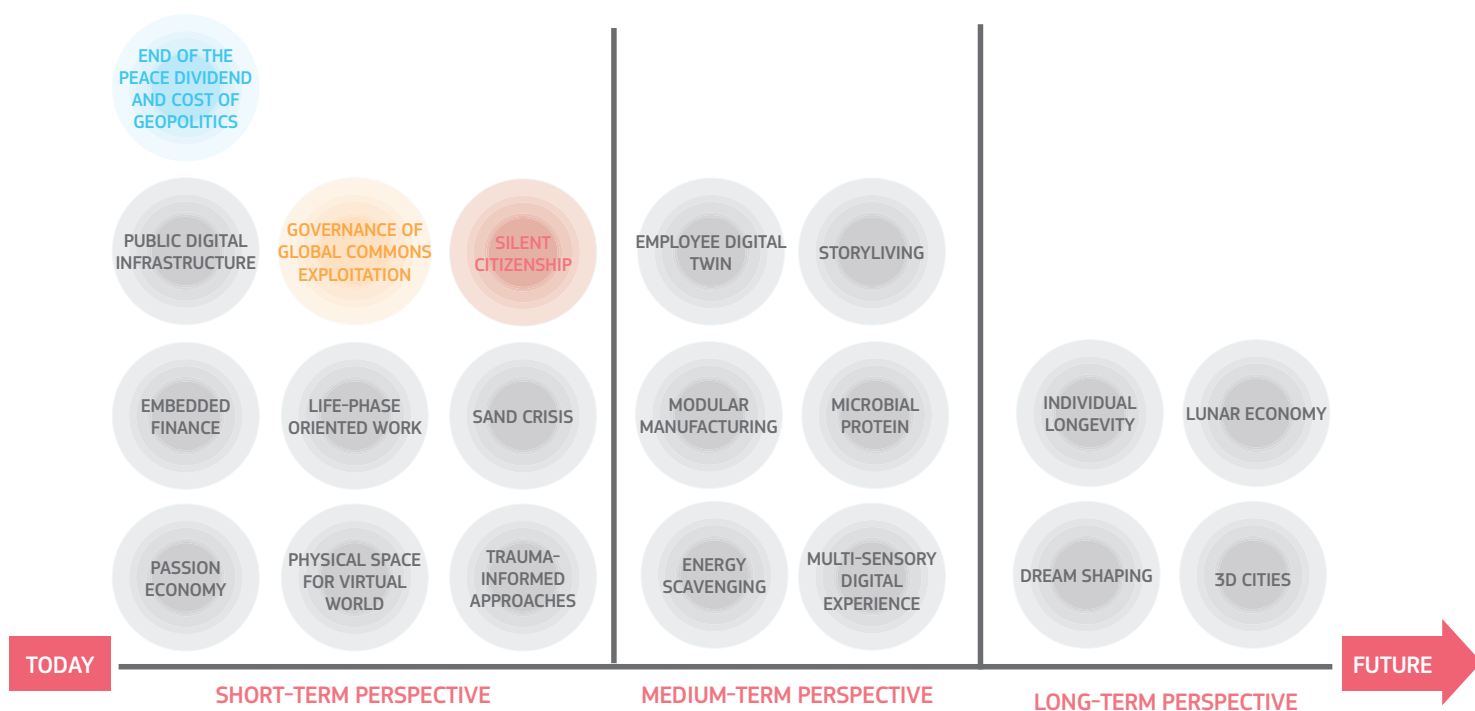 END OF THE
PEACE DIVIDEND
AND COST OF
GEOPOLITICS
PUBLIC DIGITAL
INFRASTRUCTURE
GOVERNANCE OF
GLOBAL COMMONS
EXPLOITATION
SILENT
CITIZENSHIP
EMPLOYEE DIGITAL
TWIN
STORYLIVING
EMBEDDED
FINANCE
LIFE-PHASE
ORIENTED WORK
SAND CRISIS
MODULAR
MANUFACTURING
MICROBIAL
PROTEIN
INDIVIDUAL
LONGEVITY
LUNAR ECONOMY
PASSION
ECONOMY
PHYSICAL SPACE
FOR VIRTUAL
WORLD
TRAUMA-
INFORMED
APPROACHES
ENERGY
SCAVENGING
MULTI-SENSORY
DIGITAL
EXPERIENCE
DREAM SHAPING
3D CITIES
TODAY
FUTURE
SHORT-TERM PERSPECTIVE
MEDIUM-TERM PERSPECTIVE
LONG-TERM PERSPECTIVE